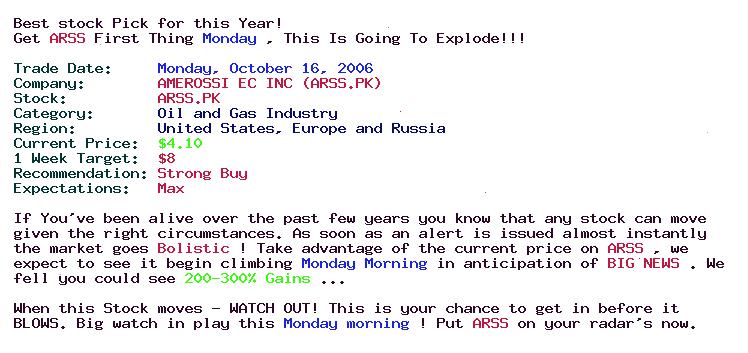 Best stock Pick for this Year!
Get ARSS First Thing Monday , This Is Going To Explode!!!
Trade Date: Monday, October 16, 2006
Company: AMEROSSI EC INC (ARSS.PK)
Stock: ARSS.PK
Category: Oil and Gas Industry
Region: United States, Europe and Russia
Current Price: $4.10
1 Week Target: $8
Recommendation: Strong Buy
Expectations: Max
If You've been alive over the past few years you know that any stock can move
given the right circumstances. As soon as an alert is issued almost instantly
the market goes Bolistic ! Take advantage of the current price on ARSS , we
expect to see it begin climbing Monday Morning in anticipation of BIG NEWS . We
fell you could see 200-300% Gains ...
When this Stock moves - WATCH OUT! This is your chance to get in before it
BLOWS. Big watch in play this Monday morning ! Put ARSS on your radar's now.